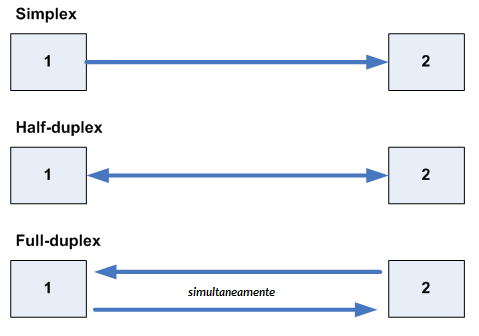 Simplex
1 2
Half-duplex
1 2
Full-duplex
1 2
simultaneamente